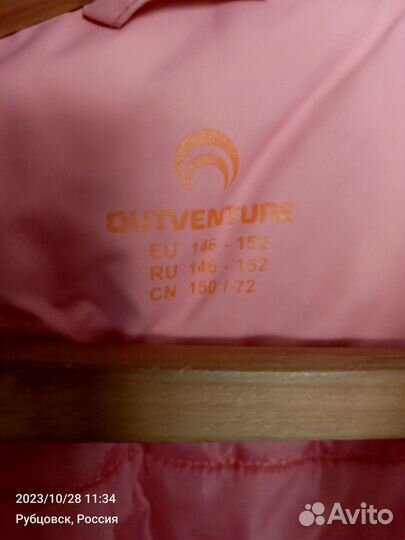 OUTVENTURE
EU 146 - 152
RU 146 - 152
CN 150 / 72
2023/10/28 11:34
Рубцовск, Россия
Avito